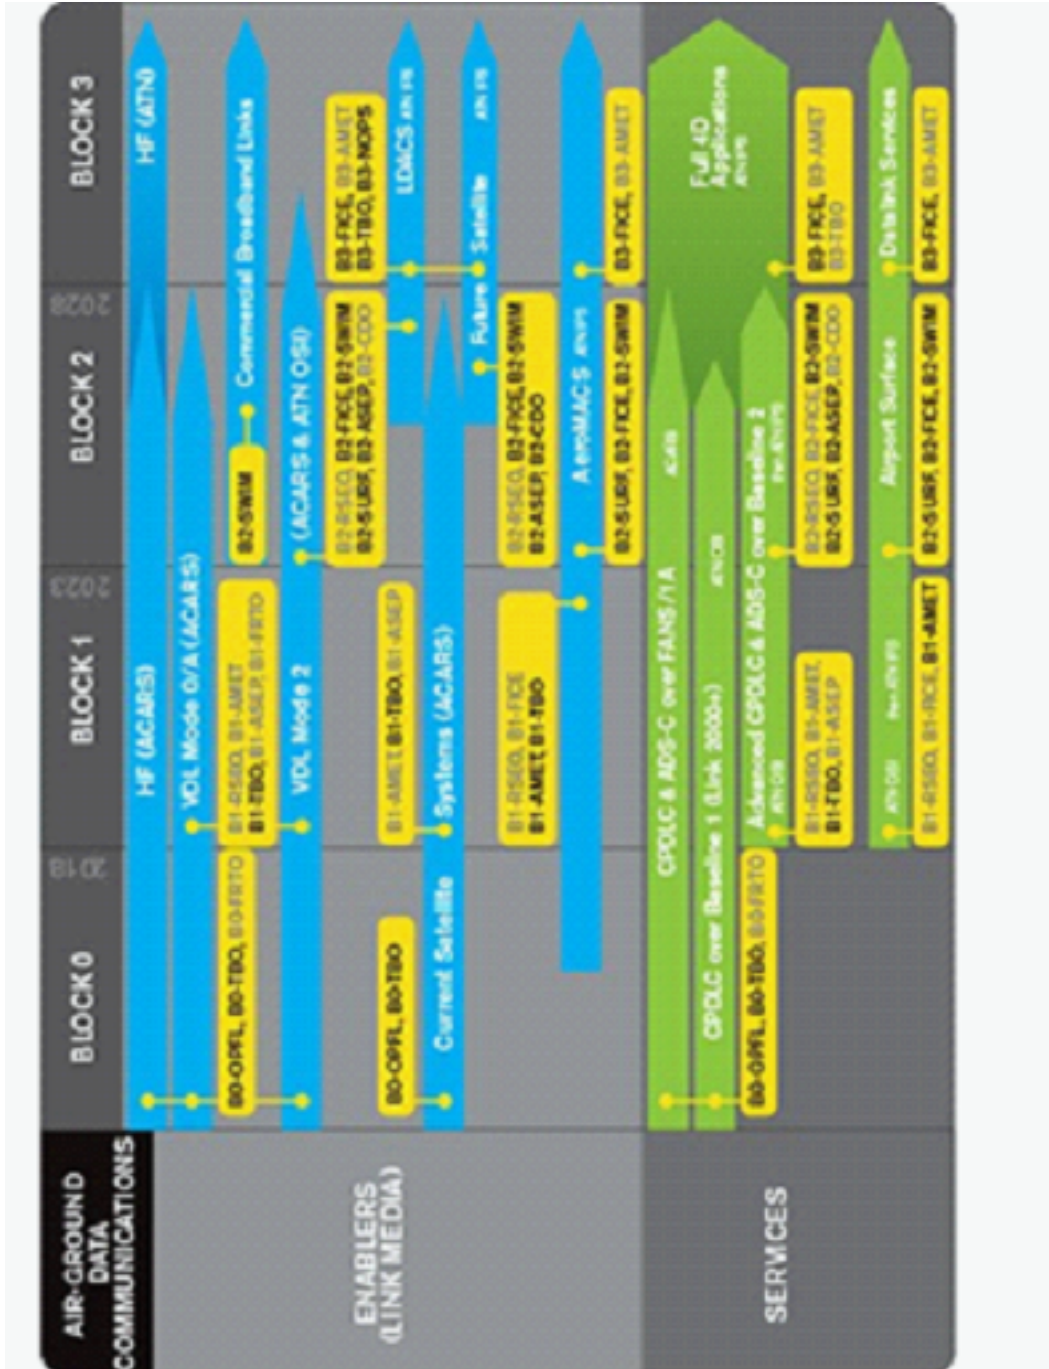 AIR-GROUND
DATA
COMMUNICATIONS
BLOCK 0
2018
BLOCK 1
2023
BLOCK 2
2028
BLOCK 3
ENABLERS
(LINK MEDIA)
HF (ACARS)
HF (ATN)
VDL Mode 0/A (ACARS)
Commercial Broadband Links
B2-SWIM
B0-OPFL, B0-TBO, B0-FRTO
B1-RSEQ, B1-AMET
B1-TBO, B1-ASEP, B1-FRTO
VDL Mode 2
(ACARS & ATN OSI)
B2-RSEQ, B2-FICE, B2-SWIM
B2-SURF, B2-ASEP, B2-CDO
B3-FICE, B3-AMET
B3-TBO, B3-NOPS
B0-OPFL, B0-TBO
B1-AMET, B1-TBO, B1-ASEP
LDACS ATN IPS
Current Satellite
Systems (ACARS)
Future Satellite
ATN IPS
B1-RSEQ, B1-FICE
B1-AMET, B1-TBO
B2-RSEQ, B2-FICE, B2-SWIM
B2-ASEP, B2-CDO
AeroMAC-S ATN IPS
B2-SURF, B2-FICE, B2-SWIM
B3-FICE, B3-AMET
SERVICES
CPDLC & ADS-C over FANS/1A
CPDLC over Baseline 1 (Link 2000+)
Advanced CPDLC & ADS-C over Baseline 2
Full 4D
Applications
ATN IPS
B0-OPFL, B0-TBO, B0-FRTO
B1-RSEQ, B1-AMET,
B1-TBO, B1-ASEP
B2-RSEQ, B2-FICE, B2-SWIM
B2-SURF, B2-ASEP, B2-CDO
B3-FICE, B3-AMET
B3-TBO
Airport Surface
Datalink Services
B1-RSEQ, B1-FICE, B1-AMET
B2-SURF, B2-FICE, B2-SWIM
B3-FICE, B3-AMET